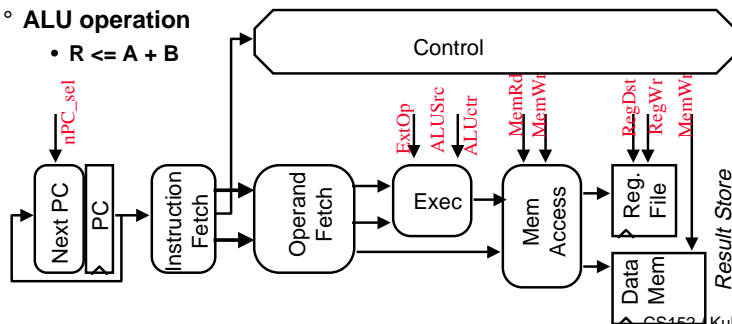 ° ALU operation
• R <= A + B
Control
nPC_sel
ExtOp
ALUSrc
ALUctr
MemRd
MemWr
RegDst
RegWr
MemWr
Next PC
PC
Instruction
Fetch
Operand
Fetch
Exec
Mem
Access
Reg.
File
Data
Mem
Result Store